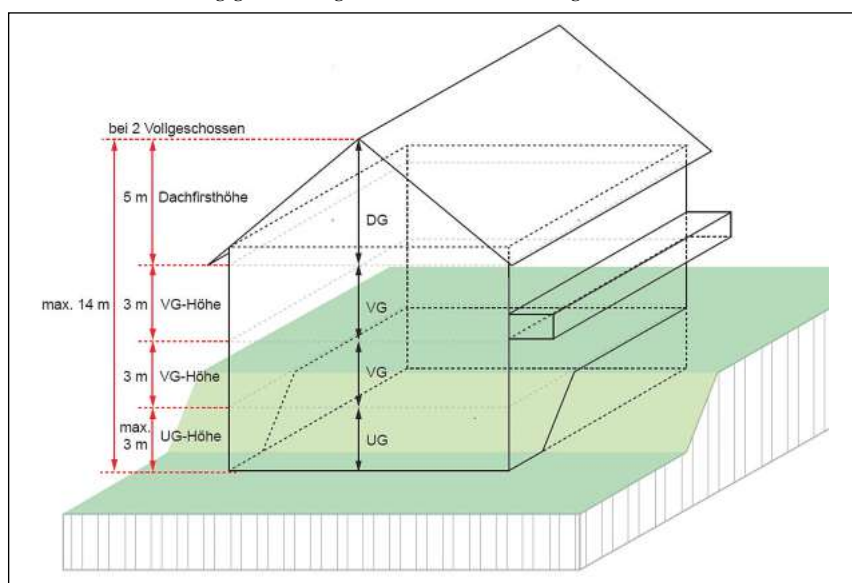 bei 2 Vollgeschossen
5 m Dachfirsthöhe
DG
max. 14 m
3 m VG-Höhe
VG
3 m VG-Höhe
VG
max.
3 m
UG-Höhe
UG